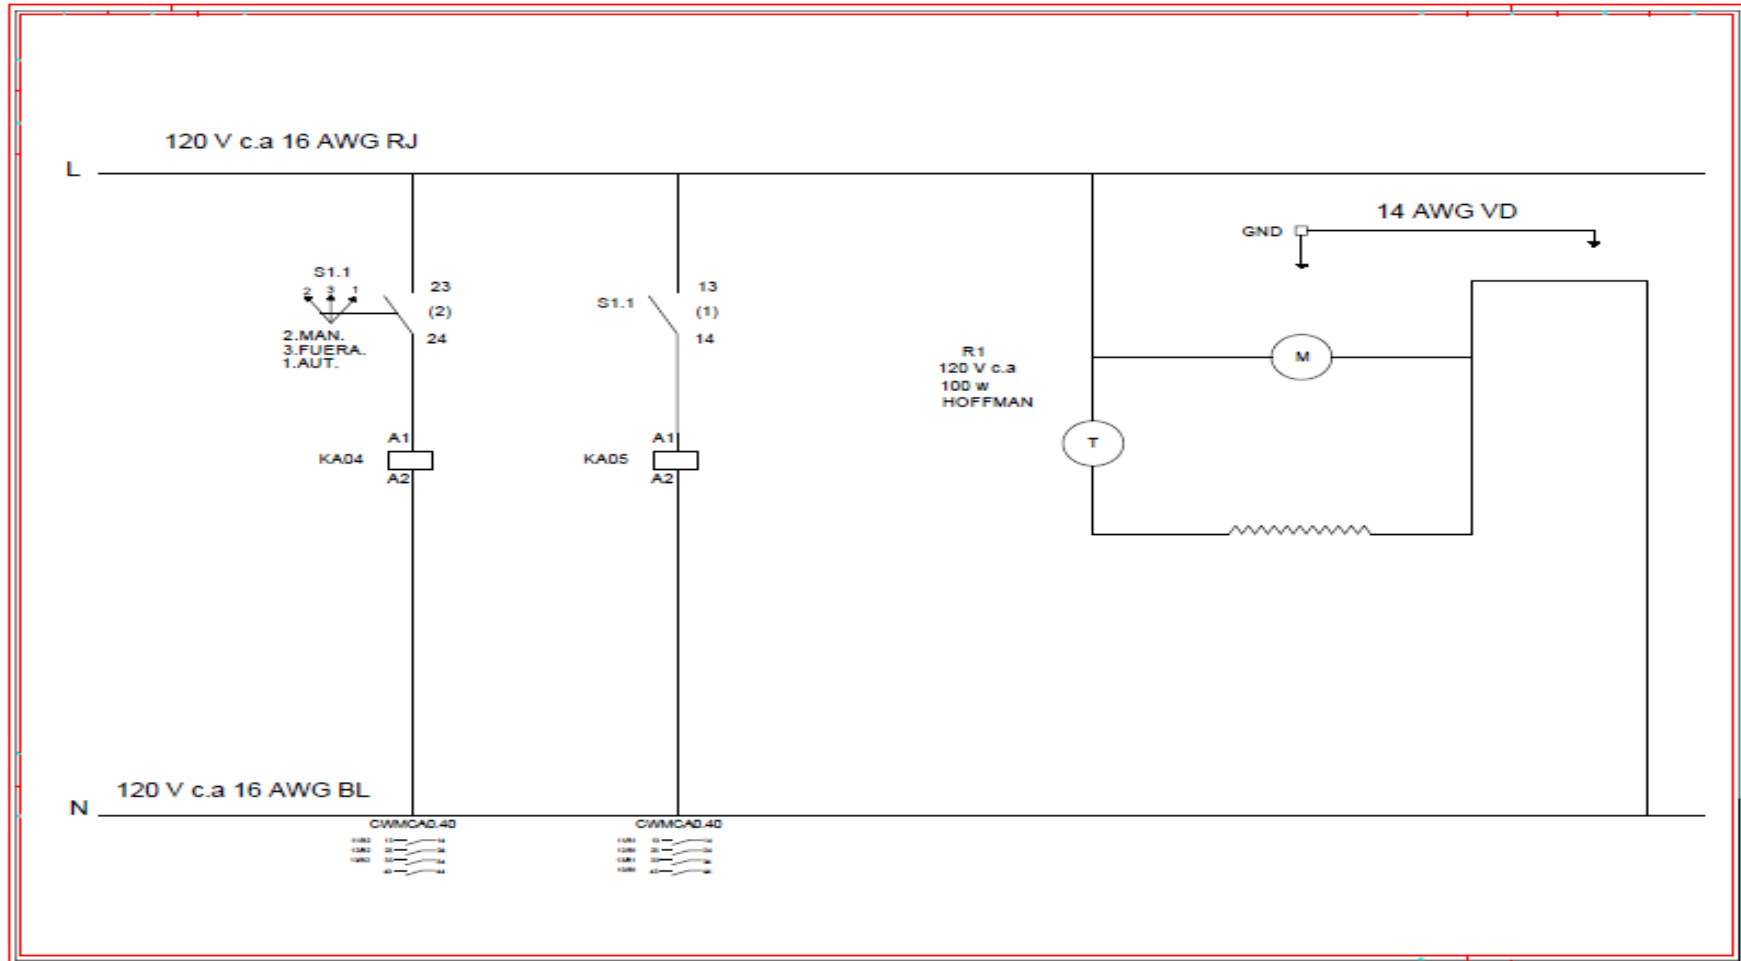 120 V c.a 16 AWG RJ
L
14 AWG VD
GND
S1.1
2 3 1
23
(2)
24
2.MAN.
3.FUERA.
1.AUT.
S1.1
13
(1)
14
R1
120 V c.a
100 w
HOFFMAN
M
T
A1
KA04
A2
A1
KA05
A2
120 V c.a 16 AWG BL
N
CWMCA0.40
CWMCA0.40